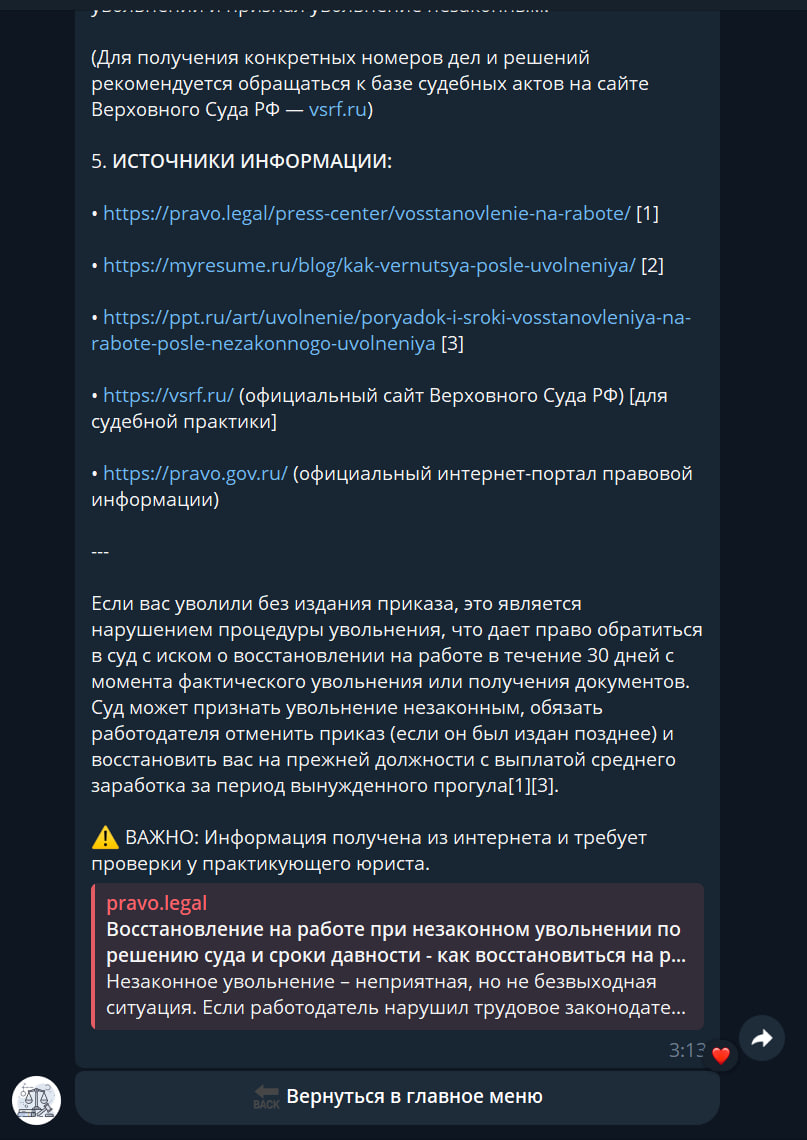 (Для получения конкретных номеров дел и решений
рекомендуется обращаться к базе судебных актов на сайте
Верховного Суда РФ — vsrf.ru)
5. ИСТОЧНИКИ ИНФОРМАЦИИ:
• https://pravo.legal/press-center/vosstanovlenie-na-rabote/ [1]
• https://myresume.ru/blog/kak-vernutsya-posle-uvolneniya/ [2]
• https://ppt.ru/art/uvolnenie/poryadok-i-sroki-vosstanovleniya-na-
rabote-posle-nezakonnogo-uvolneniya [3]
• https://vsrf.ru/ (официальный сайт Верховного Суда РФ) [для
судебной практики]
• https://pravo.gov.ru/ (официальный интернет-портал правовой
информации)
---
Если вас уволили без издания приказа, это является
нарушением процедуры увольнения, что дает право обратиться
в суд с иском о восстановлении на работе в течение 30 дней с
момента фактического увольнения или получения документов.
Суд может признать увольнение незаконным, обязать
работодателя отменить приказ (если он был издан позднее) и
восстановить вас на прежней должности с выплатой среднего
заработка за период вынужденного прогула[1][3].
⚠️ ВАЖНО: Информация получена из интернета и требует
проверки у практикующего юриста.
pravo.legal
Восстановление на работе при незаконном увольнении по
решению суда и сроки давности - как восстановиться на р...
Незаконное увольнение – неприятная, но не безвыходная
ситуация. Если работодатель нарушил трудовое законодате...
3:13
BACK Вернуться в главное меню